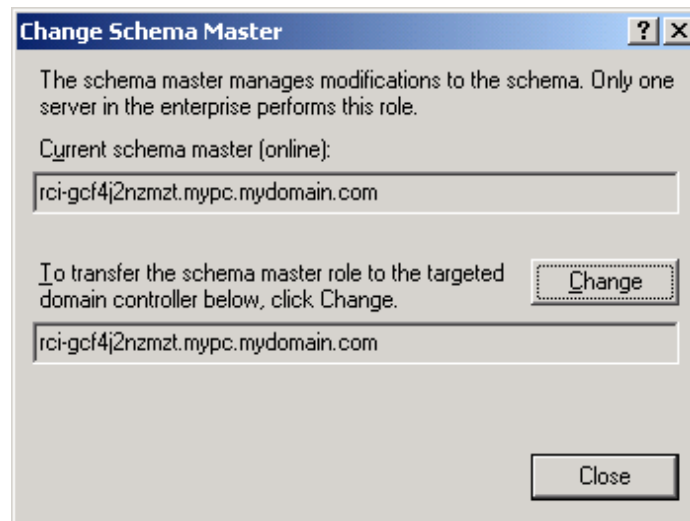 Change Schema Master
The schema master manages modifications to the schema. Only one
server in the enterprise performs this role.
Current schema master (online):
rci-gcf4j2nzmzt.mypc.mydomain.com
To transfer the schema master role to the targeted
domain controller below, click Change.
Change
rci-gcf4j2nzmzt.mypc.mydomain.com
Close